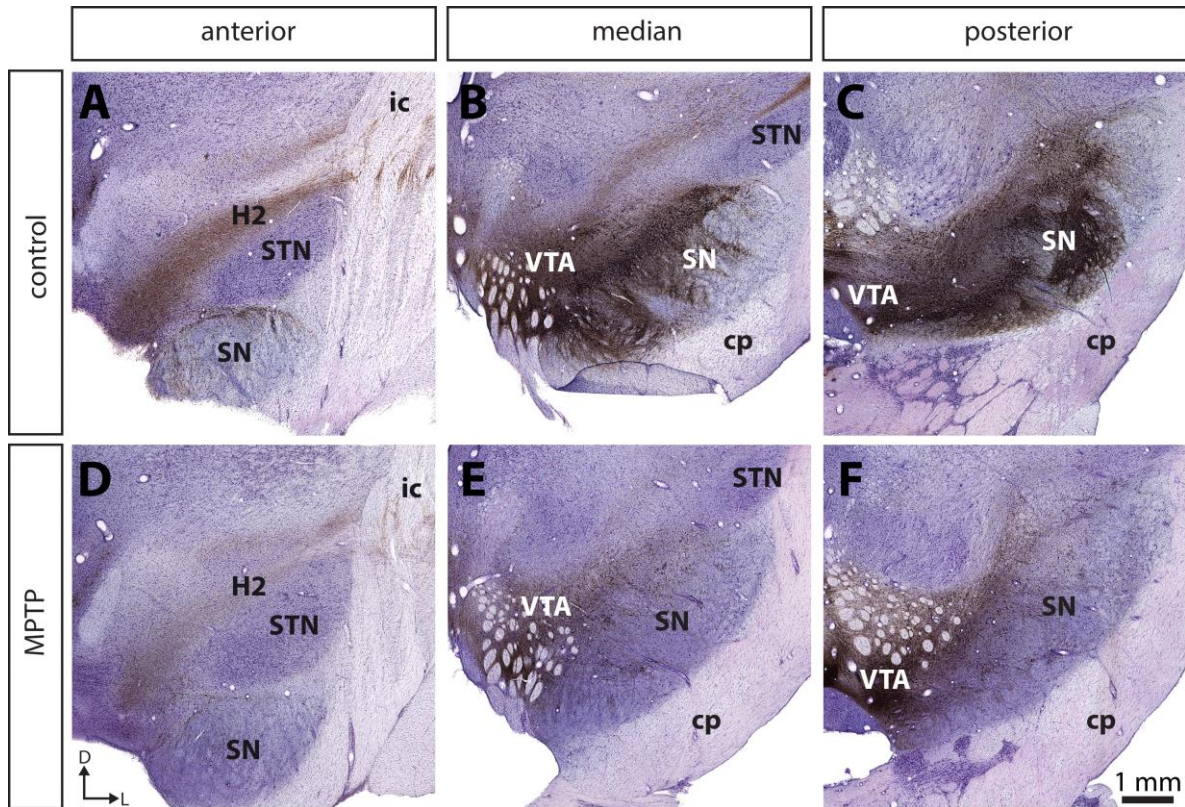 anterior
median
posterior
control
A
ic
H2
STN
SN
B
STN
VTA
SN
cp
C
SN
VTA
cp
MPTP
D
ic
H2
STN
SN
D
L
E
STN
VTA
SN
cp
F
SN
VTA
cp
1 mm